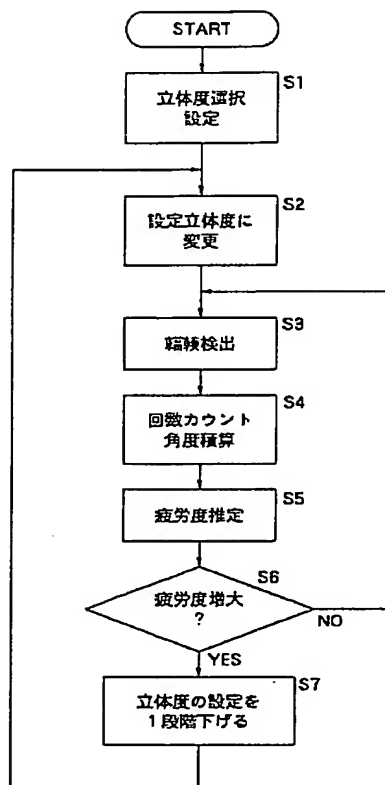 START
S1
立体度選択
設定
S2
設定立体度に
変更
S3
輻輳検出
S4
回数カウント
角度積算
S5
疲労度推定
S6
疲労度増大
?
NO
YES
S7
立体度の設定を
1段階下げる